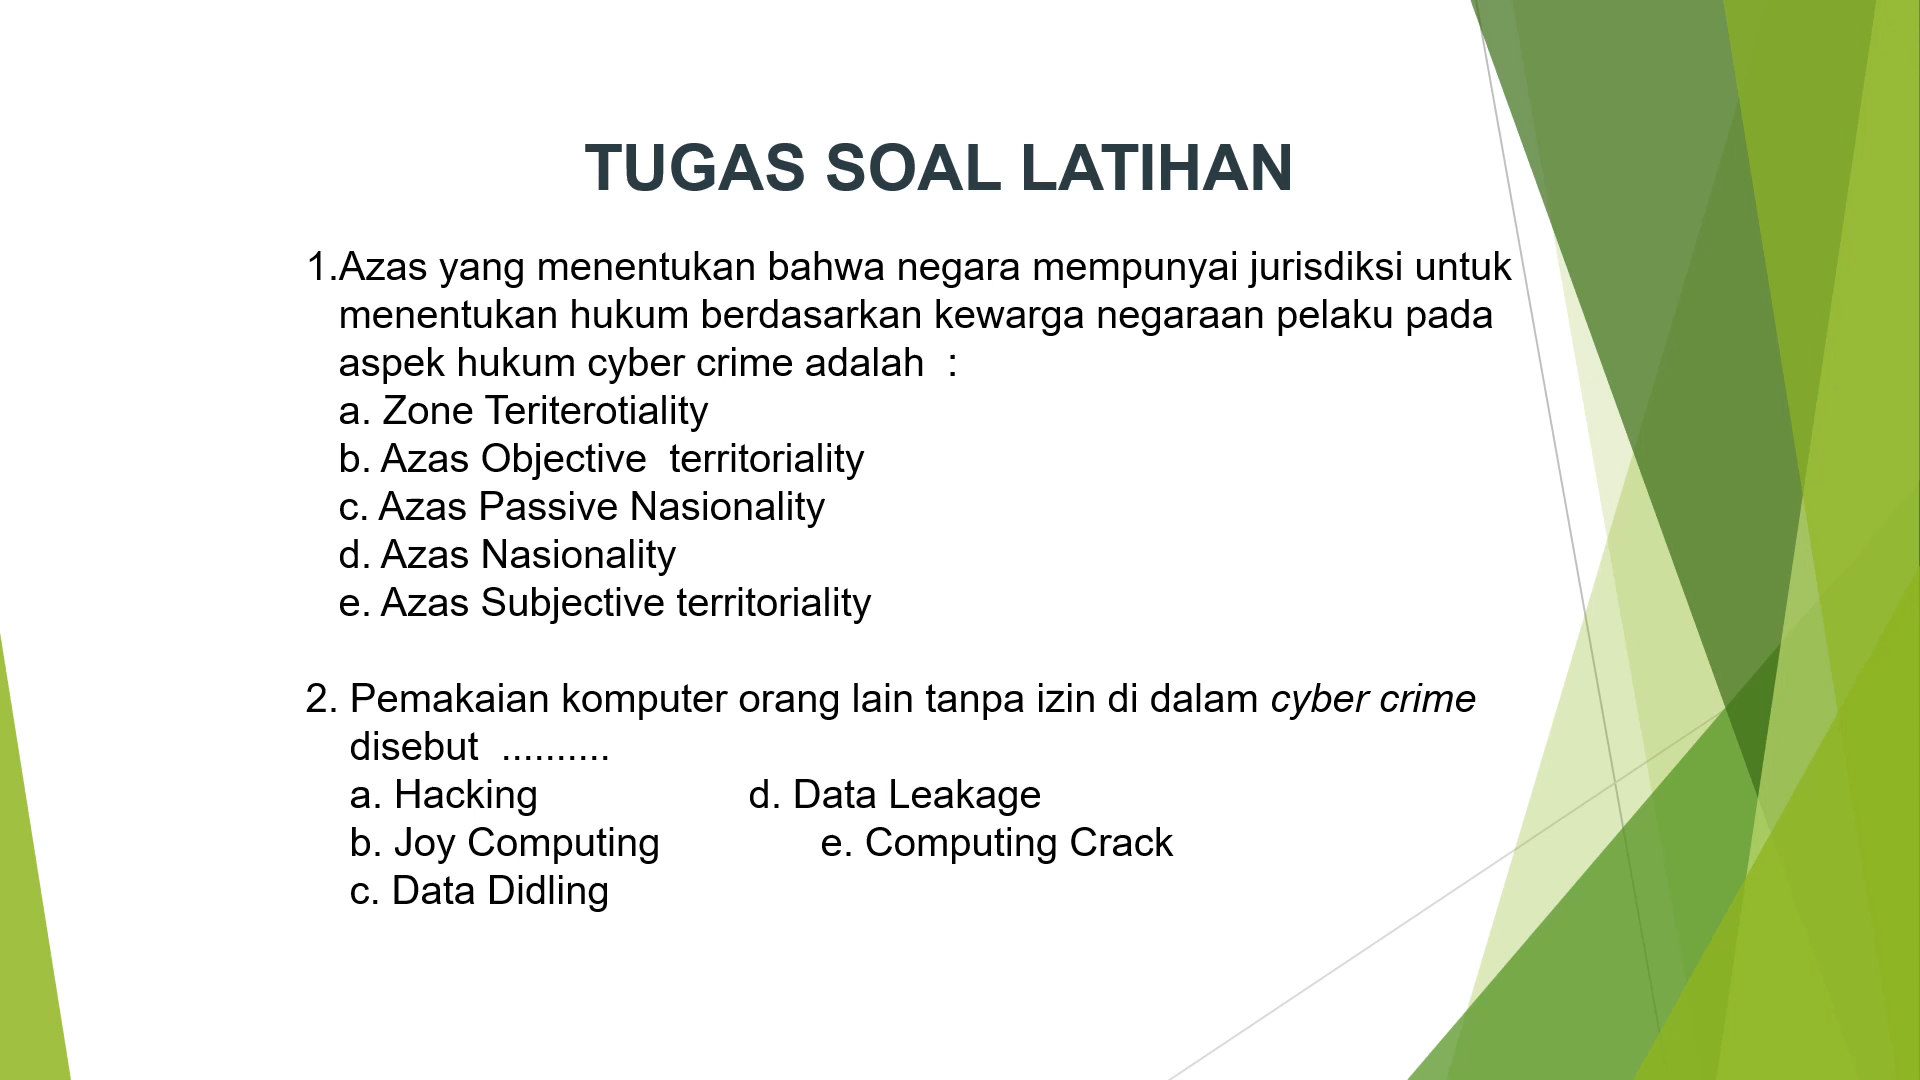 TUGAS SOAL LATIHAN
1.Azas yang menentukan bahwa negara mempunyai jurisdiksi untuk
menentukan hukum berdasarkan kewarga negaraan pelaku pada
aspek hukum cyber crime adalah  :
a. Zone Teriterotiality
b. Azas Objective  territoriality
c. Azas Passive Nasionality
d. Azas Nasionality
e. Azas Subjective territoriality
2. Pemakaian komputer orang lain tanpa izin di dalam cyber crime
disebut  ..........
a. Hacking d. Data Leakage
b. Joy Computing e. Computing Crack
c. Data Didling